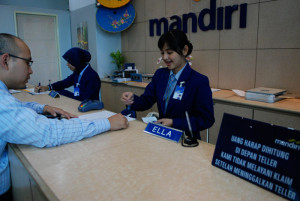 mandiri
ELLA
mandiri
UANG HARAP DIHITUNG
DI DEPAN TELLER
KAMI TIDAK MELAYANI KLAIM
SETELAH MENINGGALKAN TELLER